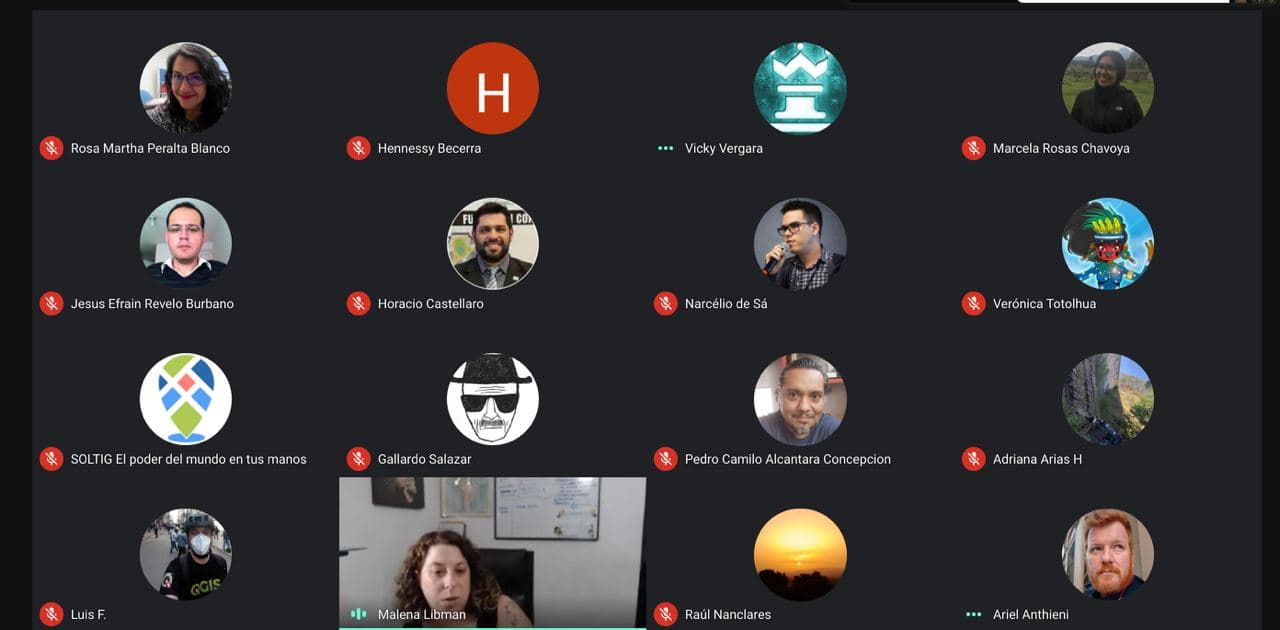 Rosa Martha Peralta Blanco
H
Hennessy Becerra
Vicky Vergara
Marcela Rosas Chavoya
Jesus Efrain Revelo Burbano
Horacio Castellaro
Narcélio de Sá
Verónica Totolhua
SOLTIG El poder del mundo en tus manos
Gallardo Salazar
Pedro Camilo Alcantara Concepcion
Adriana Arias H
QGIS
Luis F.
Malena Libman
Raúl Nanclares
Ariel Anthieni